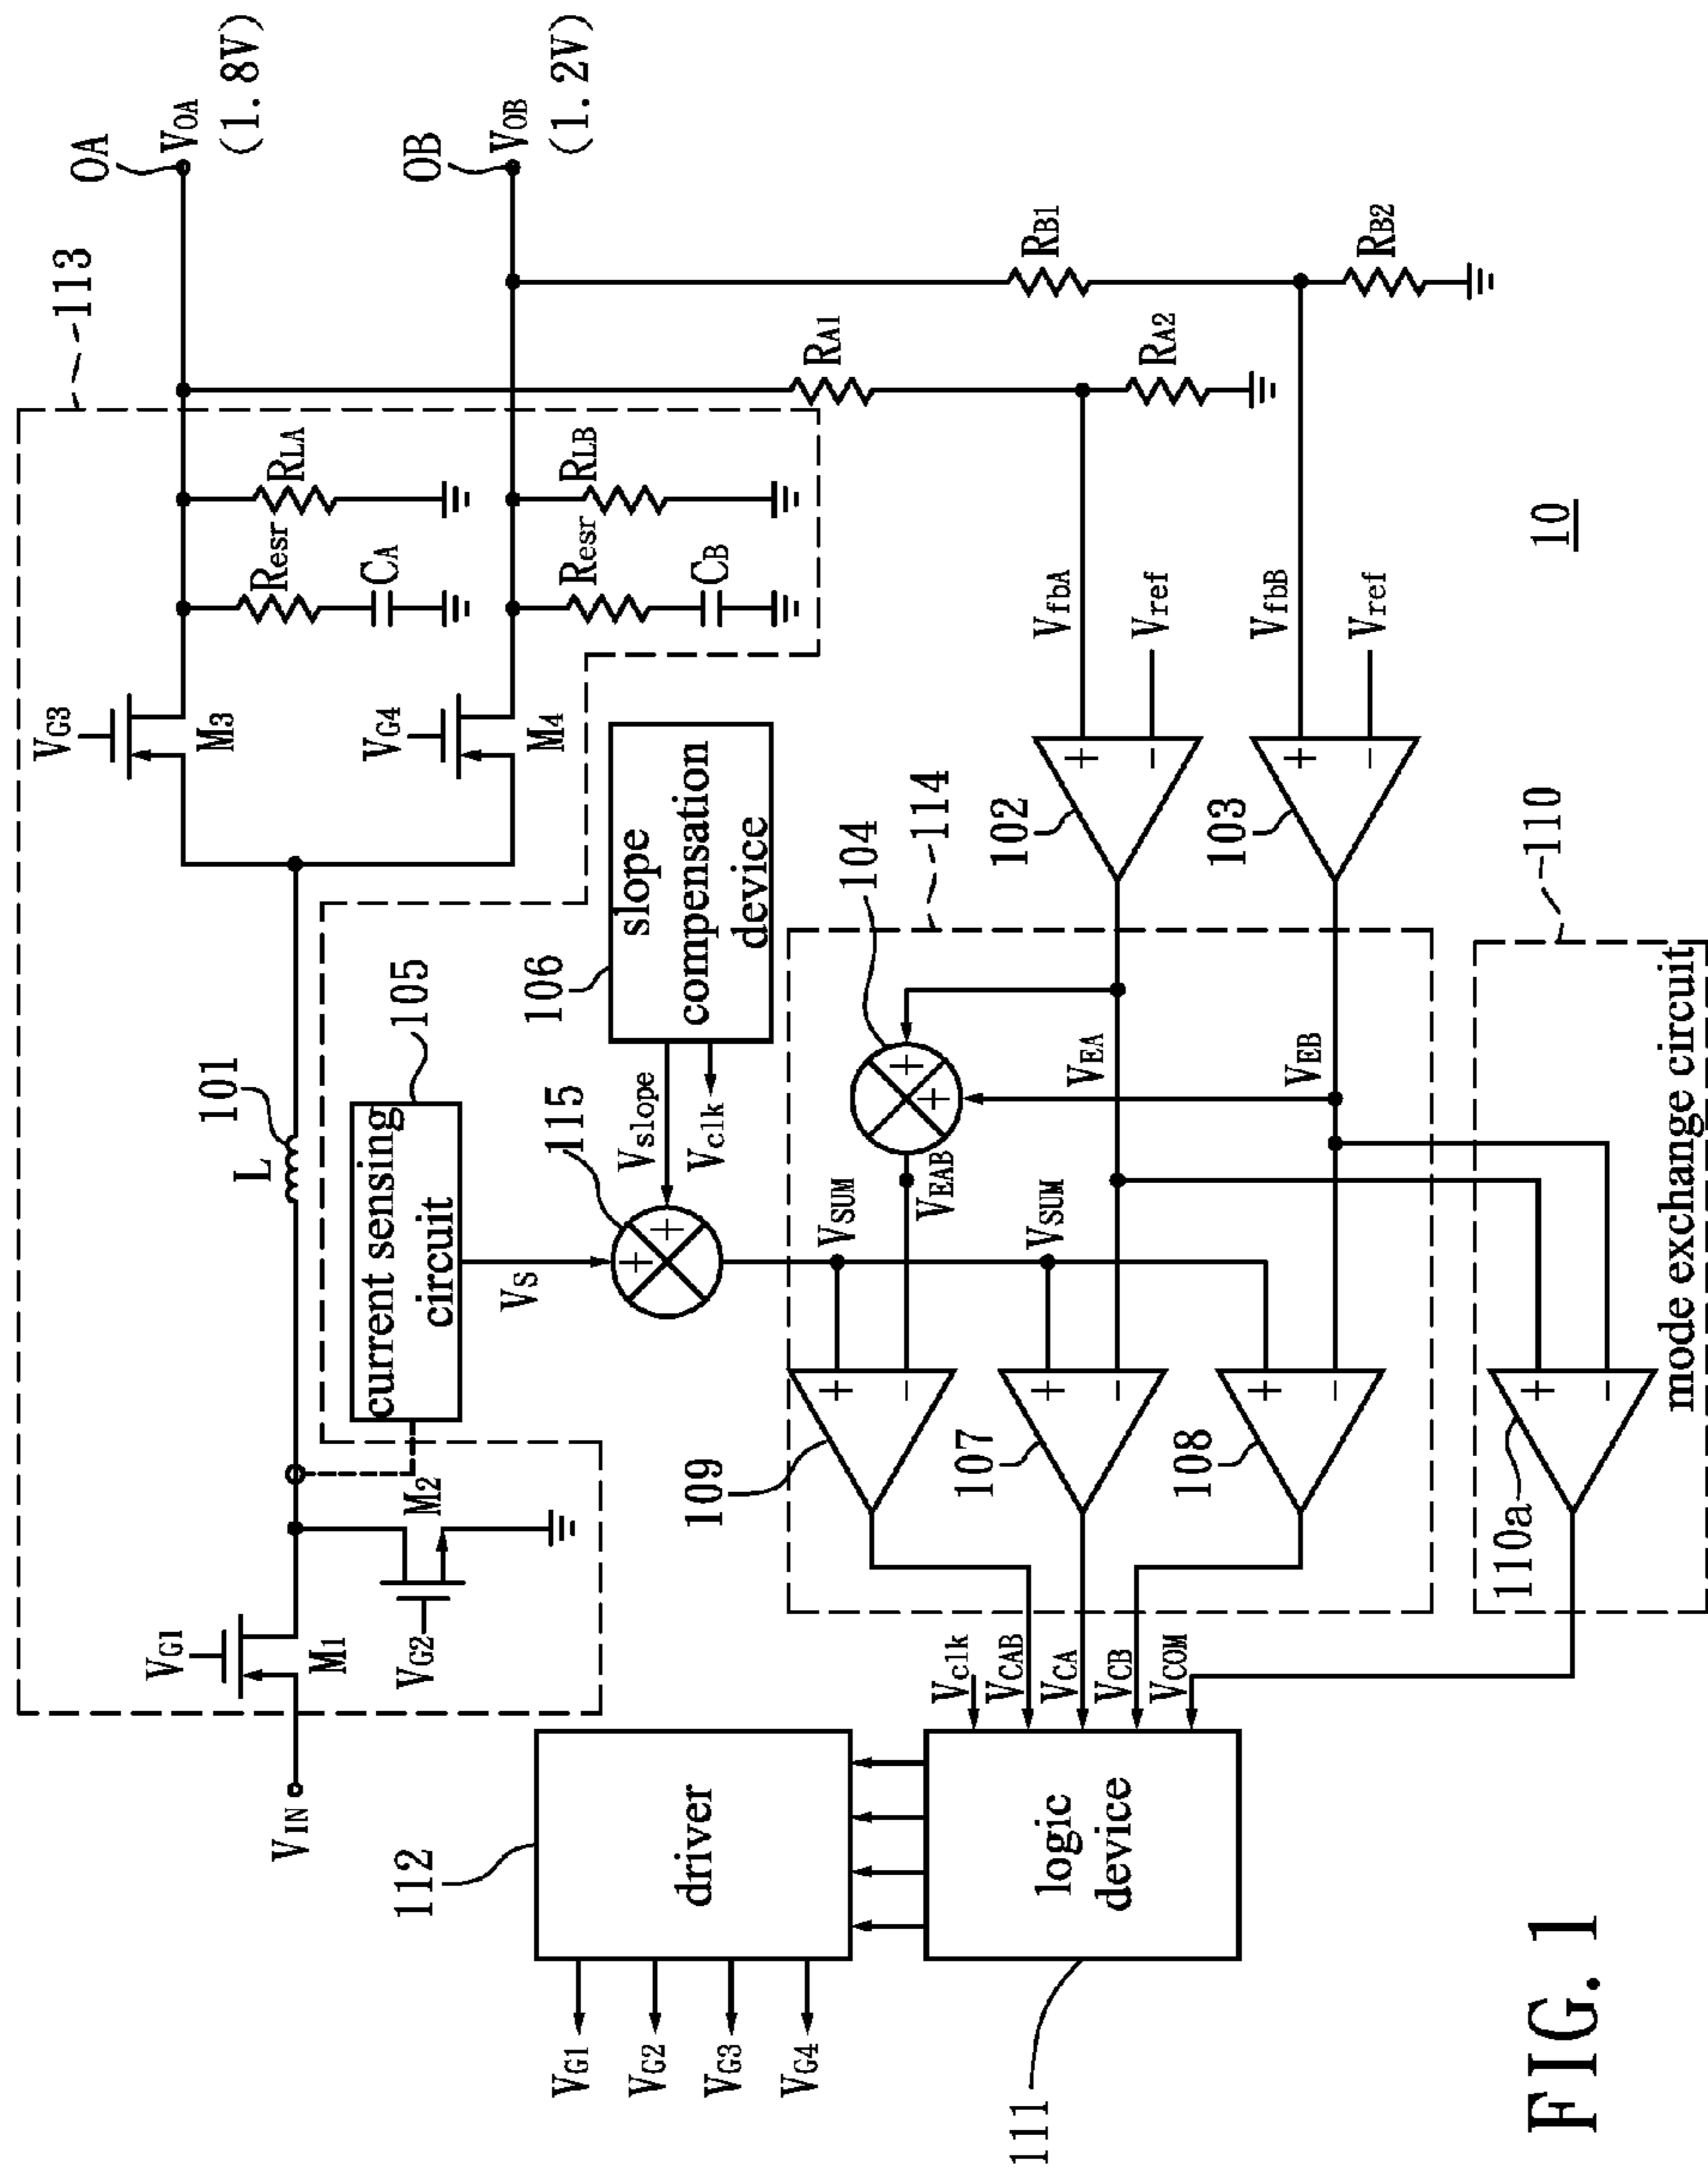 VIN
VG1
M1
VG2
M2
L
101
VG3
M3
VG4
M4
Resr
CA
RLA
Resr
CB
RLB
113
OA
VOA
(1.8V)
OB
VOB
(1.2V)
current sensing
circuit
105
VS
115
+
+
Vslope
Vclk
106
slope
compensation
device
RA1
RA2
RB1
RB2
112
driver
VG1
VG2
VG3
VG4
111
logic
device
Vclk
VCAB
VCA
VCB
VCOM
109
+
-
107
+
-
108
+
-
VSUM
VSUM
VEAB
104
+
+
VEA
VEB
114
102
+
-
VfbA
Vref
103
+
-
VfbB
Vref
110a
+
-
110
mode exchange circuit
10
FIG. 1